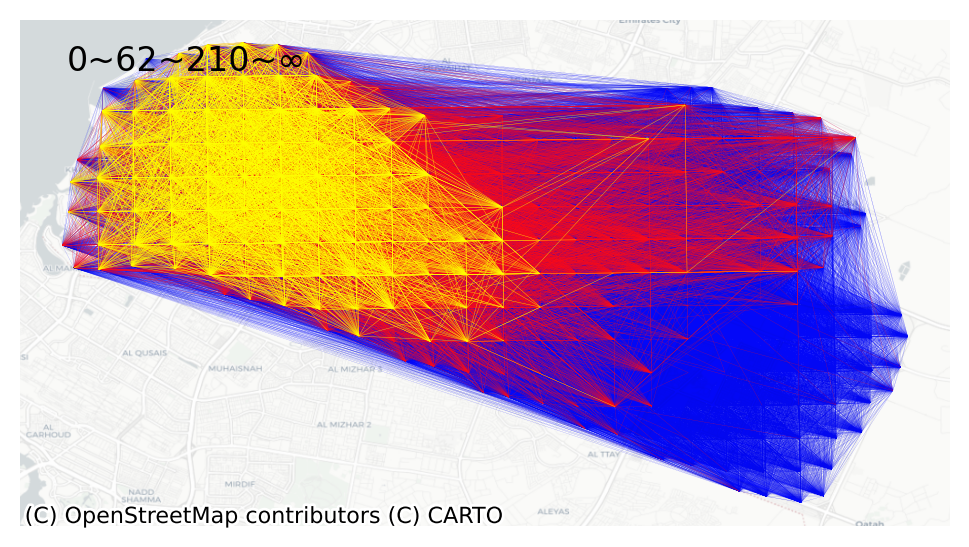 Emirates City
0~62~210~∞
AL QUSAIS
MUHAISNAH
AL MIZHAR 3
AL MIZHAR 2
AL GARHOUD
MIRDIF
NADD SHAMMA
AL TTAY
ALEYAS
Qatah
(C) OpenStreetMap contributors (C) CARTO